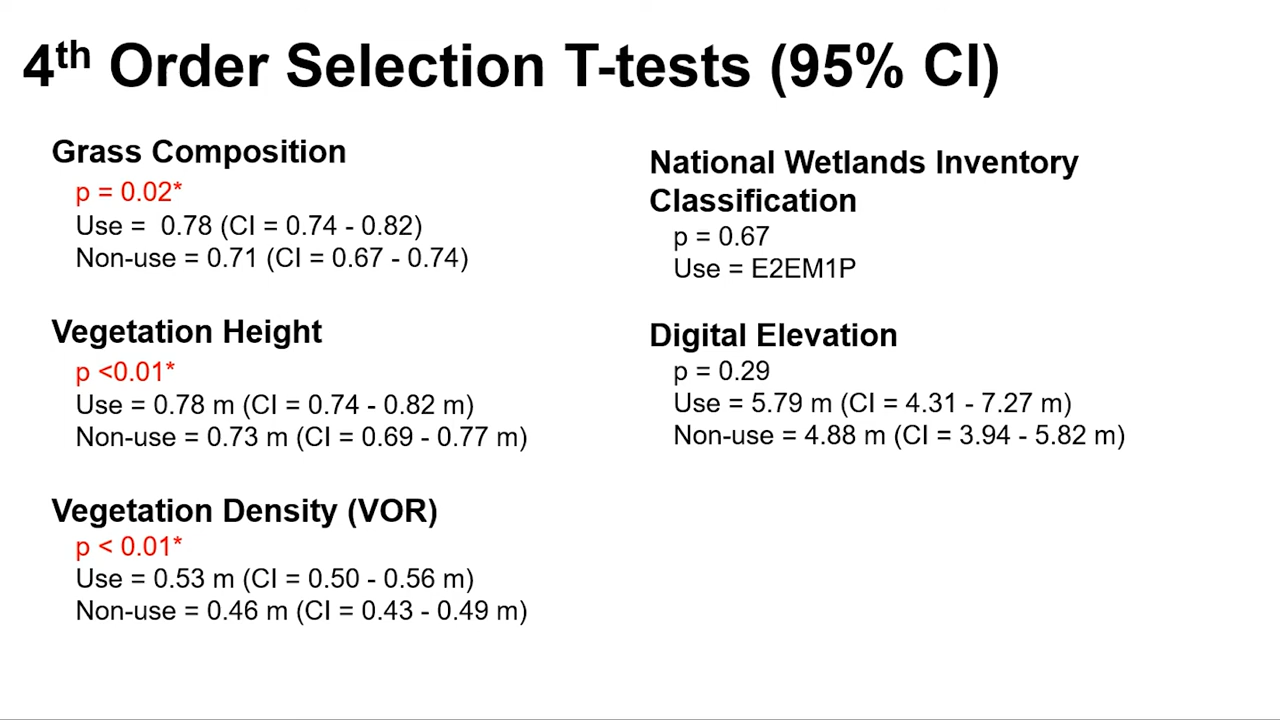 4th Order Selection T-tests (95% CI)
Grass Composition
p = 0.02*
Use =  0.78 (CI = 0.74 - 0.82)
Non-use = 0.71 (CI = 0.67 - 0.74)
Vegetation Height
p <0.01*
Use = 0.78 m (CI = 0.74 - 0.82 m)
Non-use = 0.73 m (CI = 0.69 - 0.77 m)
Vegetation Density (VOR)
p < 0.01*
Use = 0.53 m (CI = 0.50 - 0.56 m)
Non-use = 0.46 m (CI = 0.43 - 0.49 m)
National Wetlands Inventory
Classification
p = 0.67
Use = E2EM1P
Digital Elevation
p = 0.29
Use = 5.79 m (CI = 4.31 - 7.27 m)
Non-use = 4.88 m (CI = 3.94 - 5.82 m)